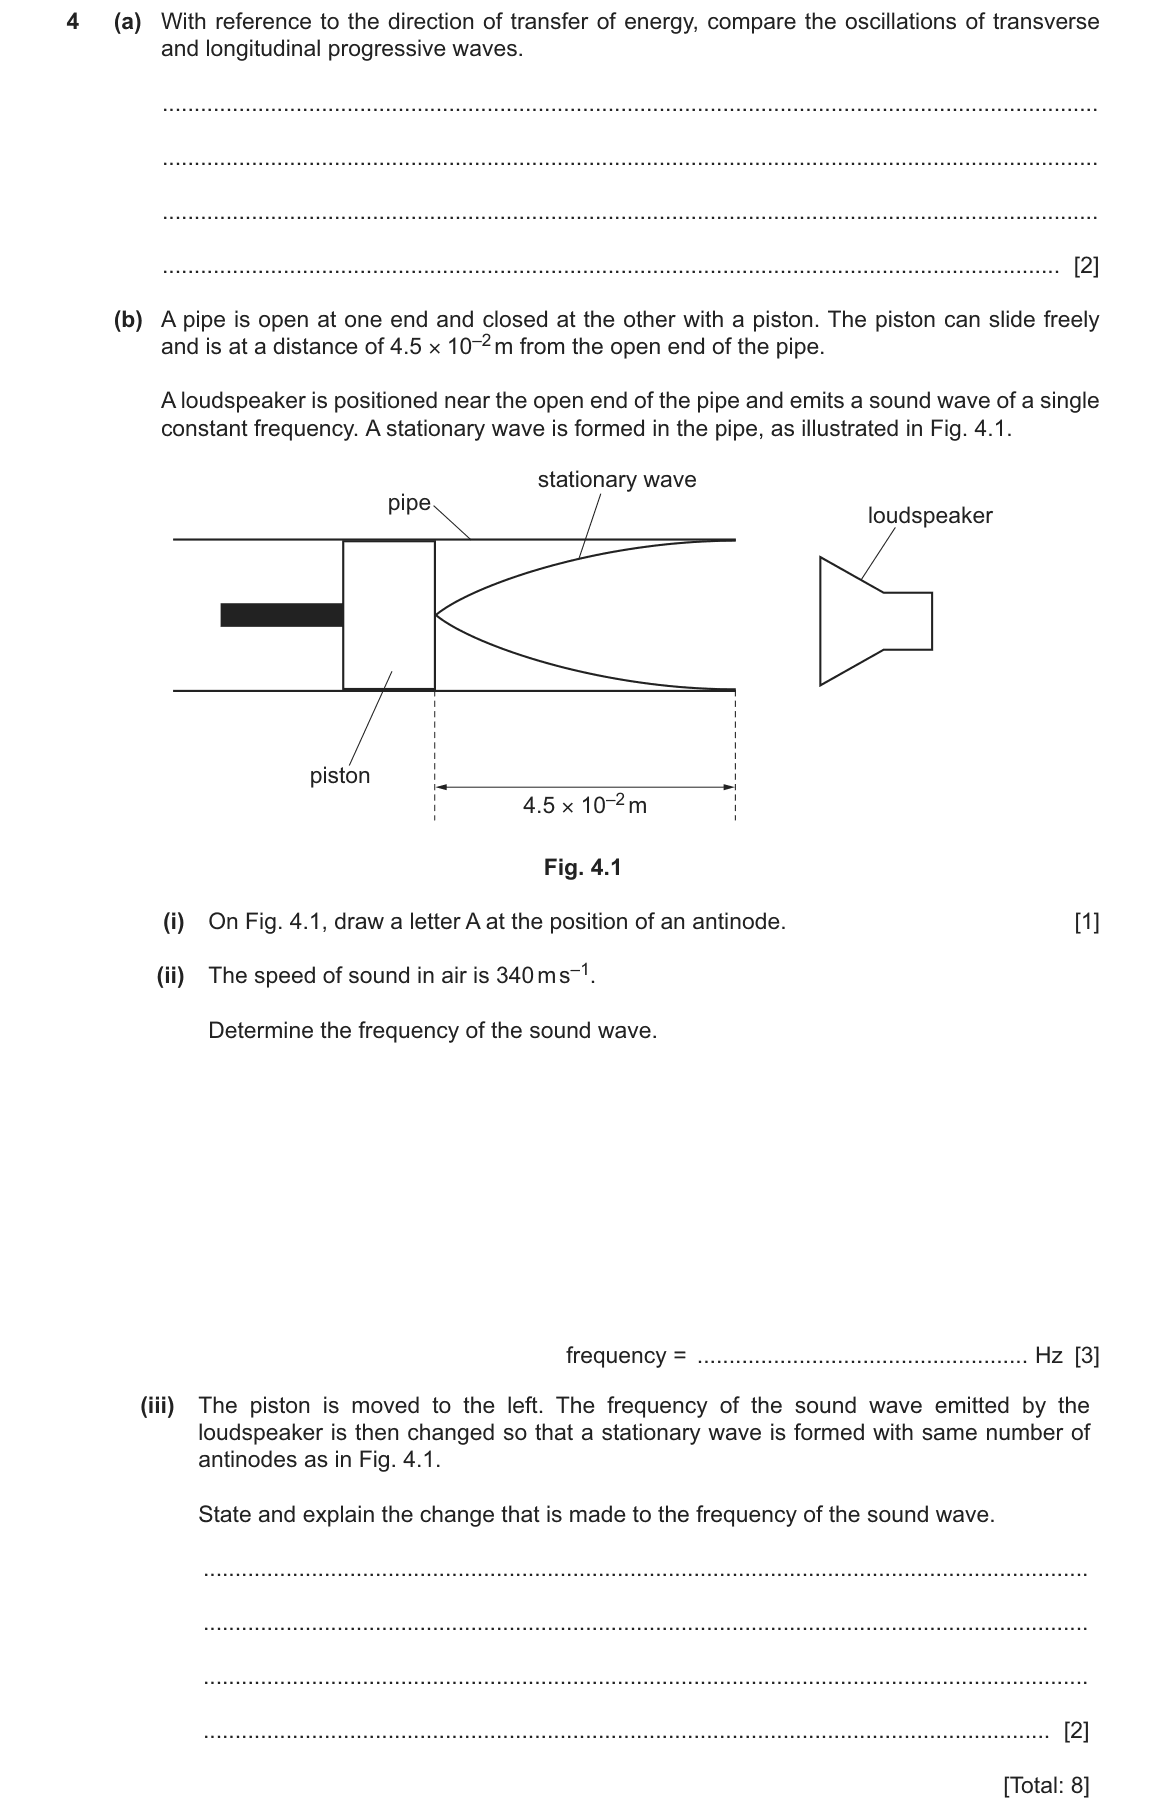 4 (a) With reference to the direction of transfer of energy, compare the oscillations of transverse
and longitudinal progressive waves.
..........................................................................................................................................
..........................................................................................................................................
..........................................................................................................................................
.................................................................................................................................... [2]
(b) A pipe is open at one end and closed at the other with a piston. The piston can slide freely
and is at a distance of 4.5 × 10⁻² m from the open end of the pipe.
A loudspeaker is positioned near the open end of the pipe and emits a sound wave of a single
constant frequency. A stationary wave is formed in the pipe, as illustrated in Fig. 4.1.
stationary wave
pipe
loudspeaker
piston
4.5 × 10⁻² m
Fig. 4.1
(i) On Fig. 4.1, draw a letter A at the position of an antinode. [1]
(ii) The speed of sound in air is 340 m s⁻¹.
Determine the frequency of the sound wave.
frequency = .................................................... Hz [3]
(iii) The piston is moved to the left. The frequency of the sound wave emitted by the
loudspeaker is then changed so that a stationary wave is formed with same number of
antinodes as in Fig. 4.1.
State and explain the change that is made to the frequency of the sound wave.
..........................................................................................................................................
..........................................................................................................................................
..........................................................................................................................................
.................................................................................................................................... [2]
[Total: 8]